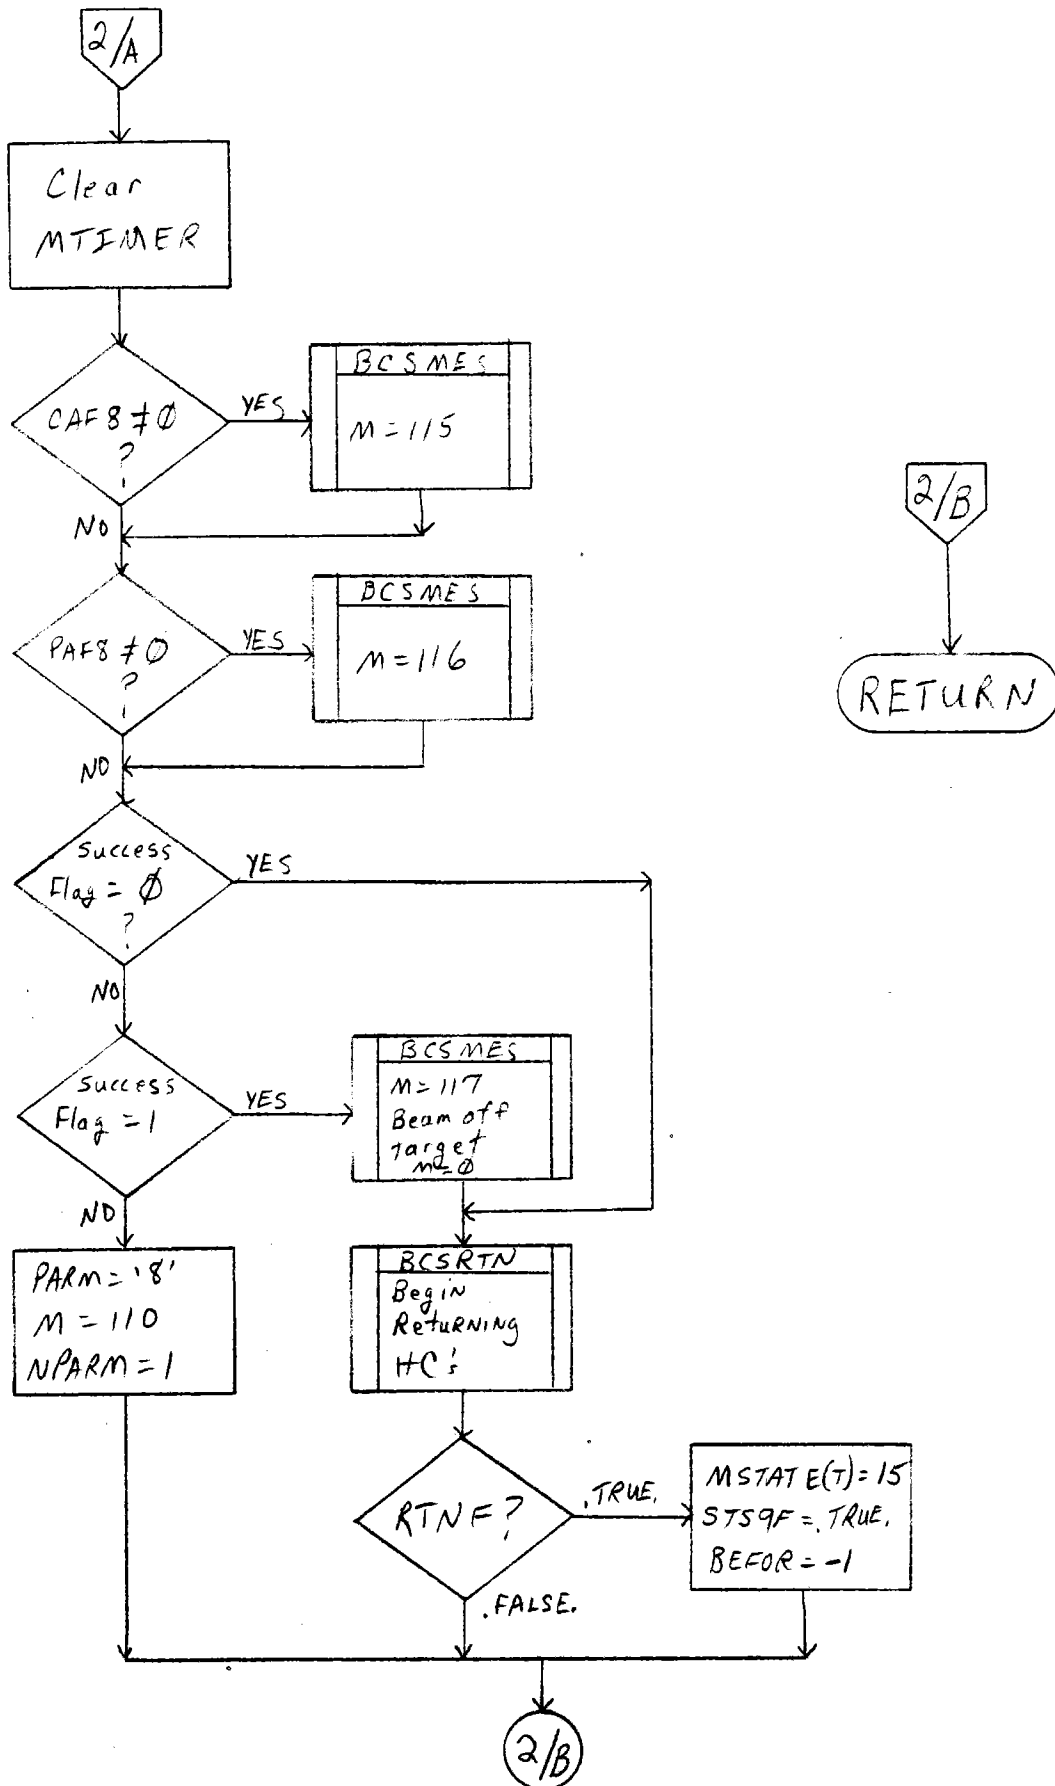 2/A
Clear
MTIMER
CAF8 ≠ Ø
?
YES
NO
BCSMES
M=115
PAF8 ≠ Ø
?
YES
NO
BCSMES
M=116
2/B
RETURN
Success
Flag = Ø
?
YES
NO
Success
Flag = 1
YES
NO
BCSMES
M=117
Beam off
Target
M=Ø
PARM='8'
M=110
NPARM=1
BCSRTN
Begin
Returning
HC's
RTNF?
.TRUE.
.FALSE.
MSTATE(T)=15
STS9F=.TRUE.
BEFOR=-1
2/B